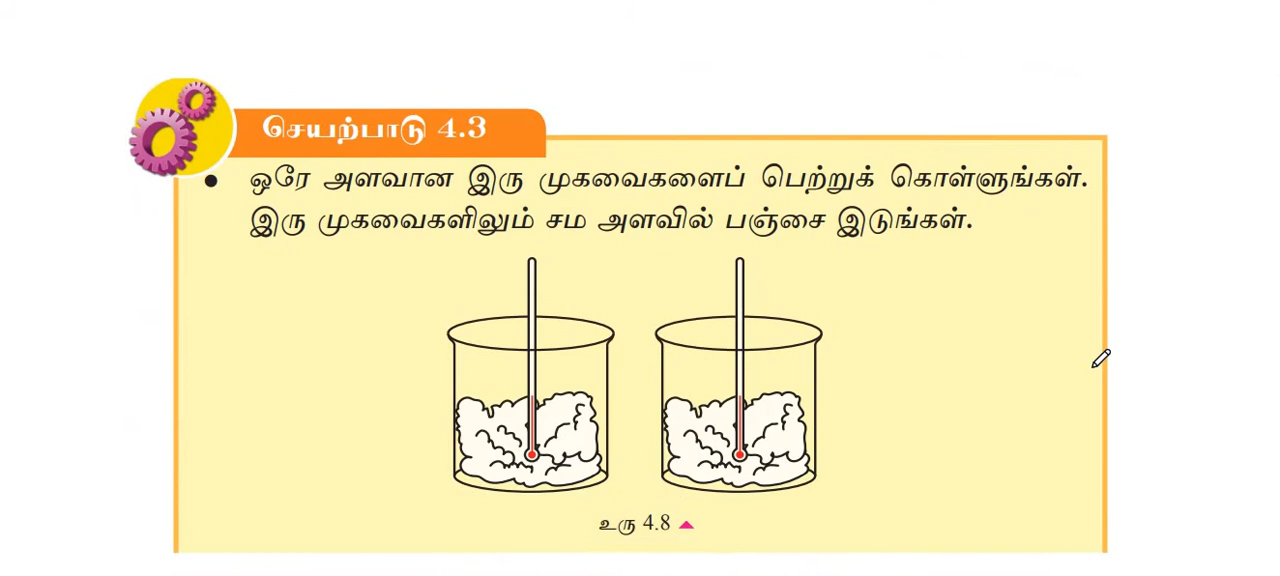 செயற்பாடு 4.3
● ஒரே அளவான இரு முகவைகளைப் பெற்றுக் கொள்ளுங்கள்.
இரு முகவைகளிலும் சம அளவில் பஞ்சை இடுங்கள்.
உரு 4.8